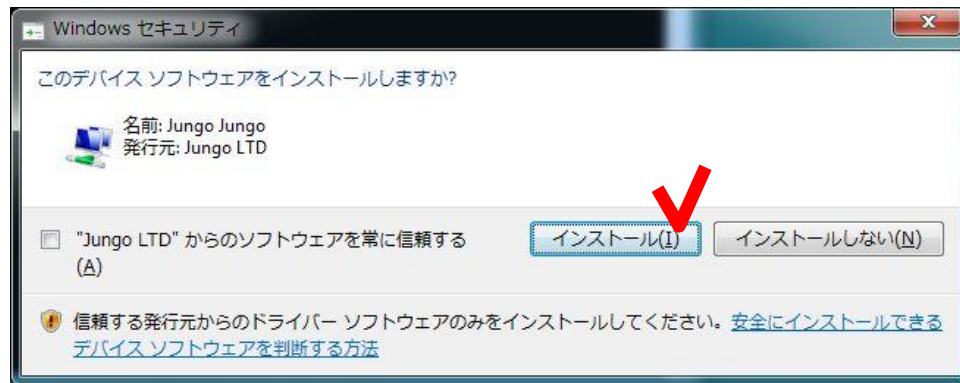 Windows セキュリティ
このデバイス ソフトウェアをインストールしますか?
名前: Jungo Jungo
発行元: Jungo LTD
"Jungo LTD" からのソフトウェアを常に信頼する
(A)
インストール(I)
インストールしない(N)
信頼する発行元からのドライバー ソフトウェアのみをインストールしてください。安全にインストールできる
デバイス ソフトウェアを判断する方法